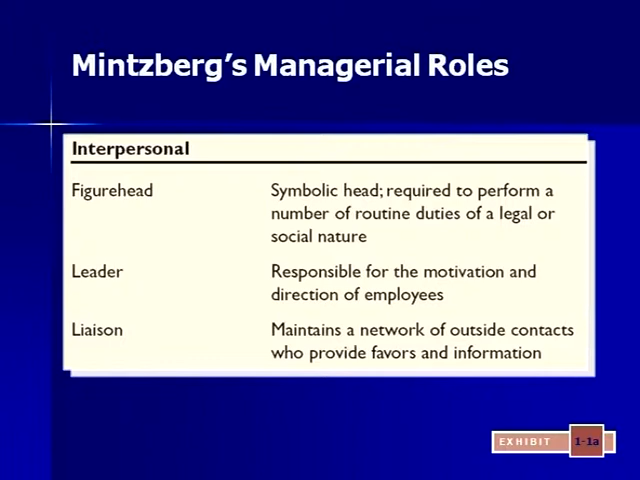 Mintzberg's Managerial Roles
Interpersonal
Figurehead
Symbolic head; required to perform a
number of routine duties of a legal or
social nature
Leader
Responsible for the motivation and
direction of employees
Liaison
Maintains a network of outside contacts
who provide favors and information
EXHIBIT 1-1a